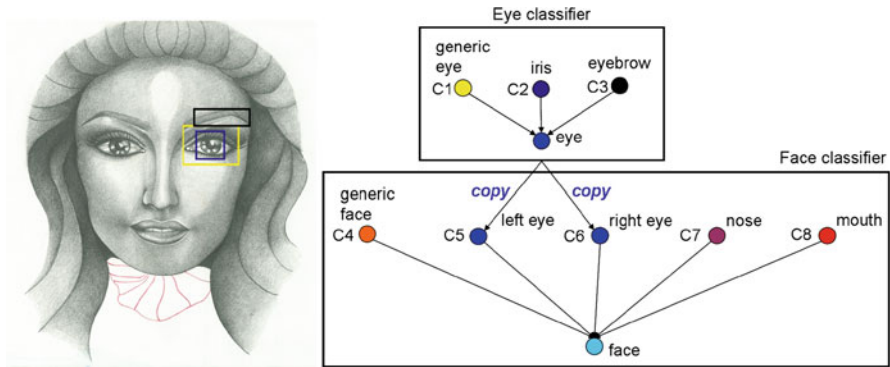 Eye classifier
generic
eye
iris
eyebrow
C1
C2
C3
eye
Face classifier
copy
copy
generic
face
left eye
right eye
nose
mouth
C4
C5
C6
C7
C8
face